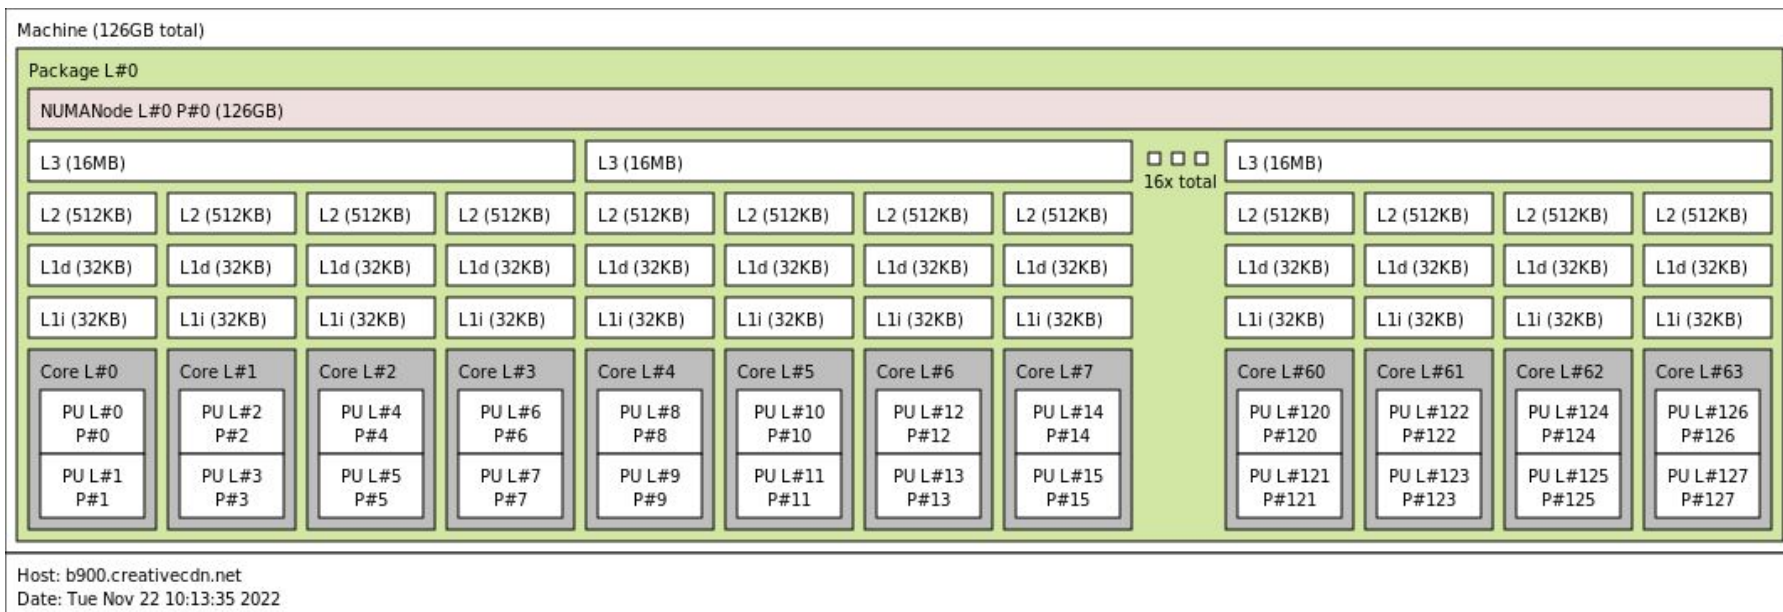 Machine (126GB total)
Package L#0
NUMANode L#0 P#0 (126GB)
L3 (16MB) L3 (16MB) L3 (16MB)
16x total
L2 (512KB) L2 (512KB) L2 (512KB) L2 (512KB) L2 (512KB) L2 (512KB) L2 (512KB) L2 (512KB) L2 (512KB) L2 (512KB) L2 (512KB) L2 (512KB)
L1d (32KB) L1d (32KB) L1d (32KB) L1d (32KB) L1d (32KB) L1d (32KB) L1d (32KB) L1d (32KB) L1d (32KB) L1d (32KB) L1d (32KB) L1d (32KB)
L1i (32KB) L1i (32KB) L1i (32KB) L1i (32KB) L1i (32KB) L1i (32KB) L1i (32KB) L1i (32KB) L1i (32KB) L1i (32KB) L1i (32KB) L1i (32KB)
Core L#0 Core L#1 Core L#2 Core L#3 Core L#4 Core L#5 Core L#6 Core L#7 Core L#60 Core L#61 Core L#62 Core L#63
PU L#0 PU L#2 PU L#4 PU L#6 PU L#8 PU L#10 PU L#12 PU L#14 PU L#120 PU L#122 PU L#124 PU L#126
P#0 P#2 P#4 P#6 P#8 P#10 P#12 P#14 P#120 P#122 P#124 P#126
PU L#1 PU L#3 PU L#5 PU L#7 PU L#9 PU L#11 PU L#13 PU L#15 PU L#121 PU L#123 PU L#125 PU L#127
P#1 P#3 P#5 P#7 P#9 P#11 P#13 P#15 P#121 P#123 P#125 P#127
Host: b900.creativecdn.net
Date: Tue Nov 22 10:13:35 2022